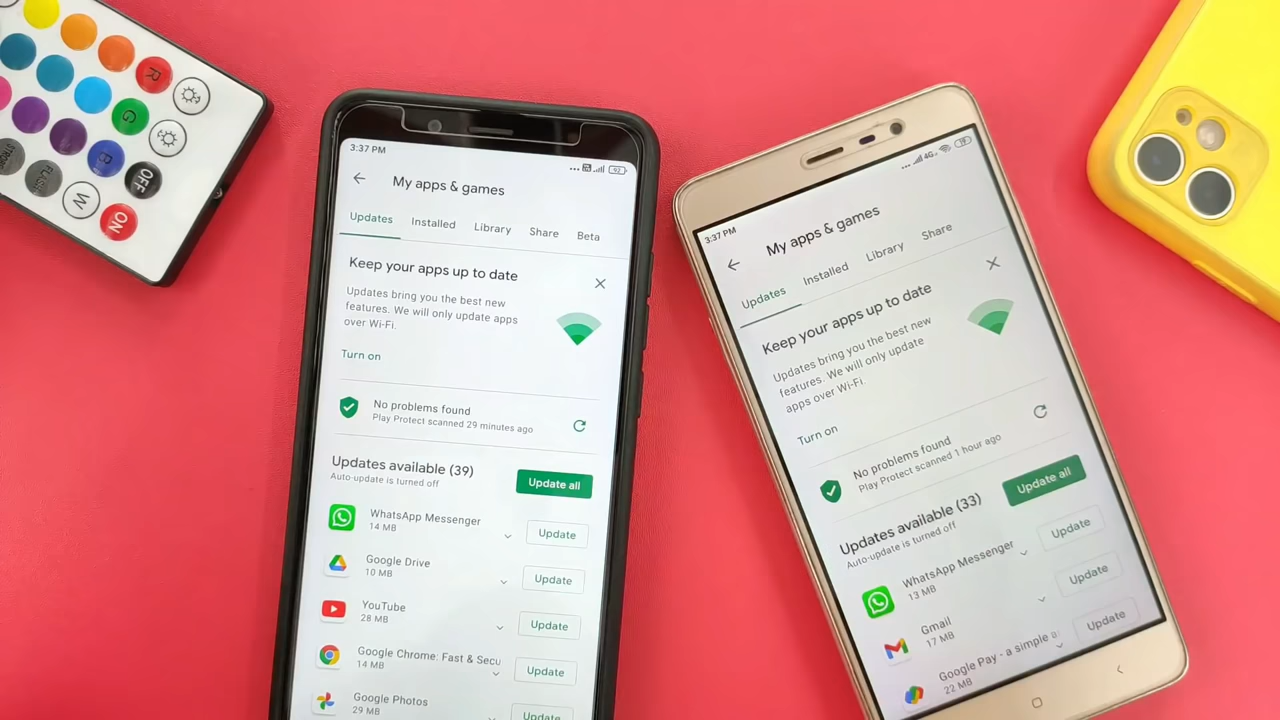 R
G
B
W
OFF
ON
FLASH
3:37 PM
92
My apps & games
Updates Installed Library Share Beta
Keep your apps up to date
Updates bring you the best new
features. We will only update apps
over Wi-Fi.
Turn on
No problems found
Play Protect scanned 29 minutes ago
Updates available (39)
Auto-update is turned off
Update all
WhatsApp Messenger
14 MB
Update
Google Drive
10 MB
Update
YouTube
28 MB
Update
Google Chrome: Fast & Secu
14 MB
Update
Google Photos
29 MB
Update
3:37 PM
4G
My apps & games
Updates Installed Library Share
Keep your apps up to date
Updates bring you the best new
features. We will only update
apps over Wi-Fi.
Turn on
No problems found
Play Protect scanned 1 hour ago
Updates available (33)
Auto-update is turned off
Update all
WhatsApp Messenger
13 MB
Update
Gmail
17 MB
Update
Google Pay - a simple a
22 MB
Update